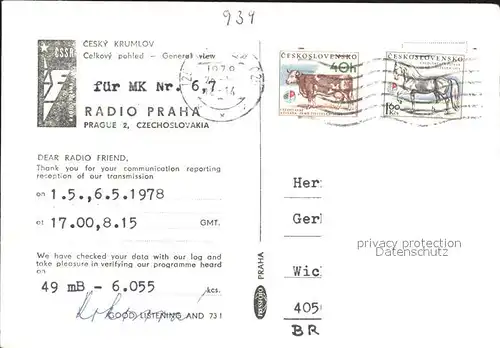 939
ČSSR
ČESKÝ KRUMLOV
Celkový pohled — General view
für MK Nr. 6,7
RADIO PRAHA
PRAGUE 2, CZECHOSLOVAKIA
ČESKOSLOVENSKO
40h
ČESKOSLOVENSKO
DEAR RADIO FRIEND,
Thank you for your communication reporting
reception of our transmission
on 1.5.,6.5.1978
at 17.00,8.15 GMT.
We have checked your data with our log and
take pleasure in verifying our programme heard
on
49 mB - 6.055 kcs.
GOOD LISTENING AND 73!
PRAHA
Her
Ger
privacy protection
Datenschutz
Wic
405
BR